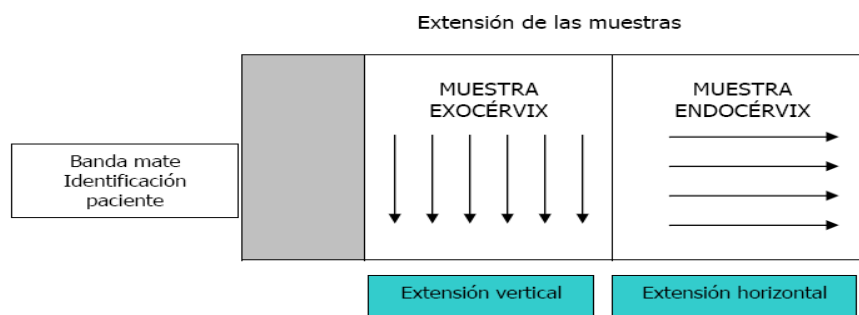 Extensión de las muestras
MUESTRA
EXOCÉRVIX
MUESTRA
ENDOCÉRVIX
Banda mate
Identificación
paciente
Extensión vertical
Extensión horizontal